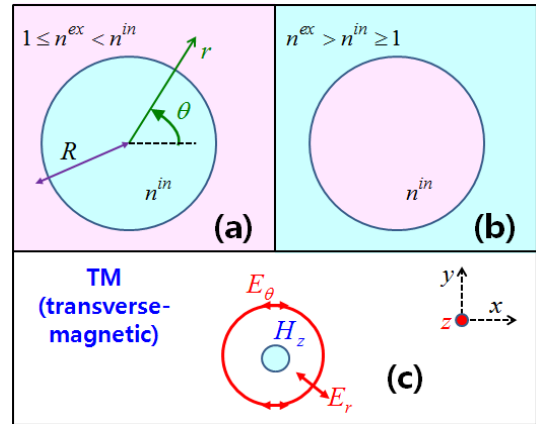 1 ≤ n^{ex} < n^{in}
r
θ
R
n^{in}
(a)
n^{ex} > n^{in} ≥ 1
n^{in}
(b)
TM
(transverse-
magnetic)
E_θ
H_z
E_r
(c)
y
z
x